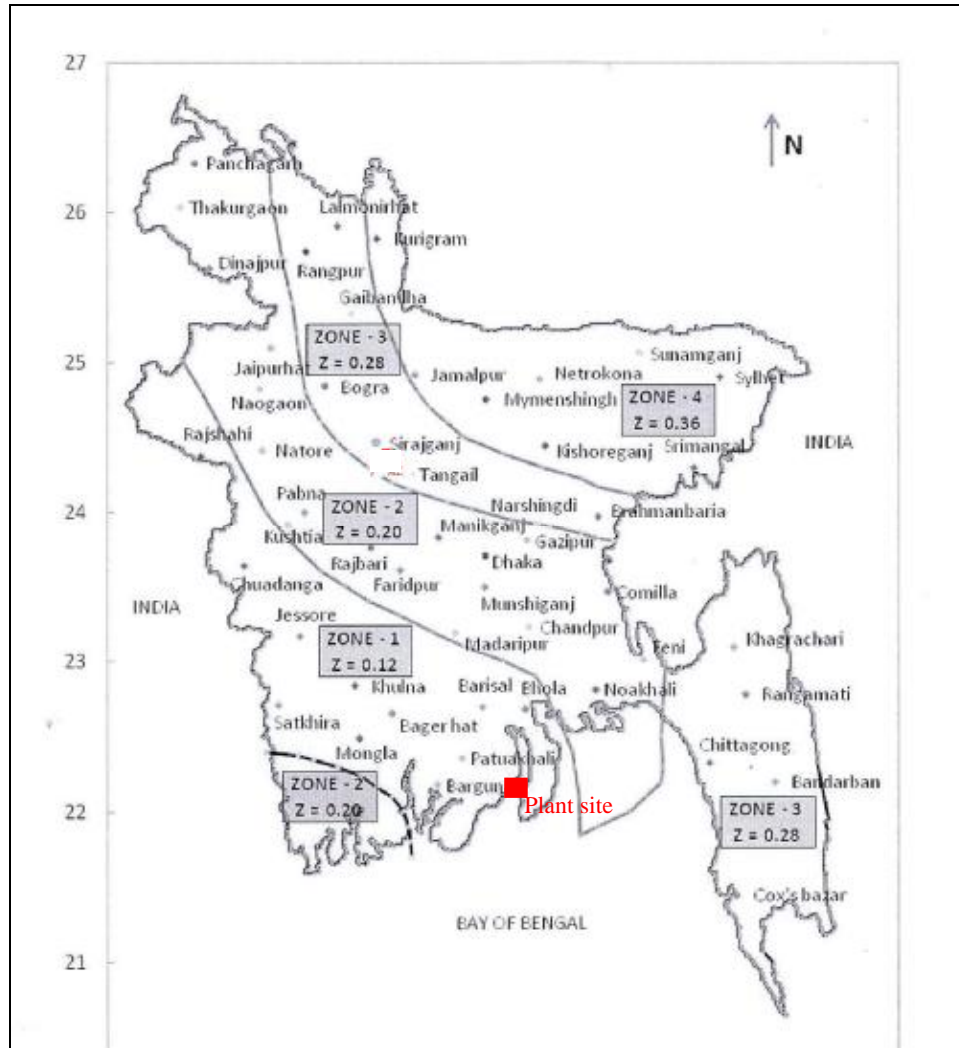 27
N
Panchagarh
26
Thakurgaon
Lalmonirhat
Kurigram
Dinajpur
Rangpur
Gaibandha
ZONE - 3
Z = 0.28
25
Sunamganj
Jaipurhat
Jamalpur
Netrokona
Sylhet
Bogra
Mymenshingh
ZONE - 4
Z = 0.36
Naogaon
Rajshahi
Sirajganj
Kishoreganj
Srimangal
INDIA
Natore
Tangail
Pabna
Narshingdi
ZONE - 2
Z = 0.20
24
Brahmanbaria
Manikganj
Kushtia
Gazipur
Rajbari
Dhaka
Chuadanga
Faridpur
Comilla
INDIA
Munshiganj
Jessore
Chandpur
ZONE - 1
Z = 0.12
Madaripur
Feni
Khagrachari
23
Khulna
Barisal
Bhola
Noakhali
Rangamati
Satkhira
Bagerhat
Mongla
Patuakhali
Chittagong
ZONE - 2
Z = 0.20
Bargun
Bandarban
22
Plant site
ZONE - 3
Z = 0.28
Cox's bazar
BAY OF BENGAL
21